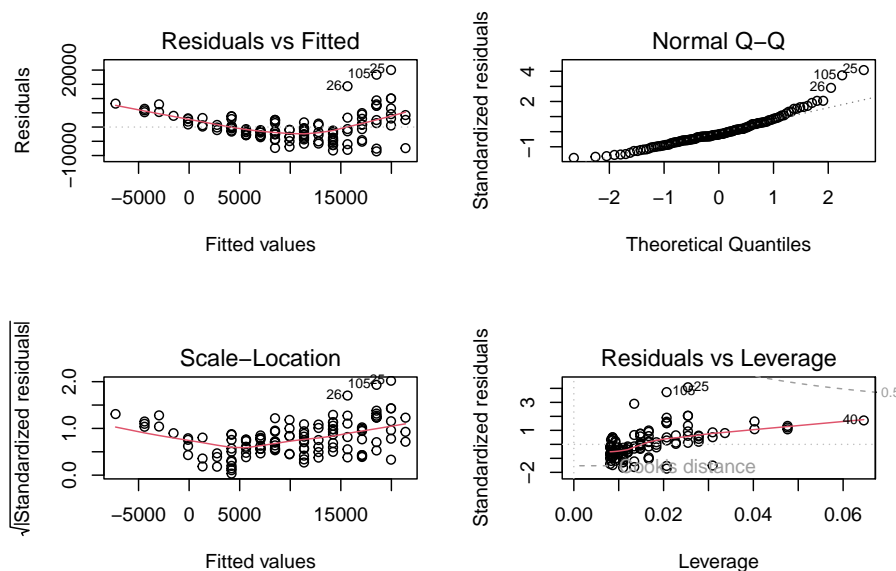 Residuals vs Fitted
Residuals
20000
−10000
105
25
26
−5000 0 5000 15000
Fitted values
Normal Q−Q
Standardized residuals
4
2
−1
105
25
26
−2 −1 0 1 2
Theoretical Quantiles
Scale−Location
√|Standardized residuals|
2.0
1.0
0.0
105
25
26
−5000 0 5000 15000
Fitted values
Residuals vs Leverage
Standardized residuals
3
1
−2
105
25
40
0.5
Cook's distance
0.00 0.02 0.04 0.06
Leverage